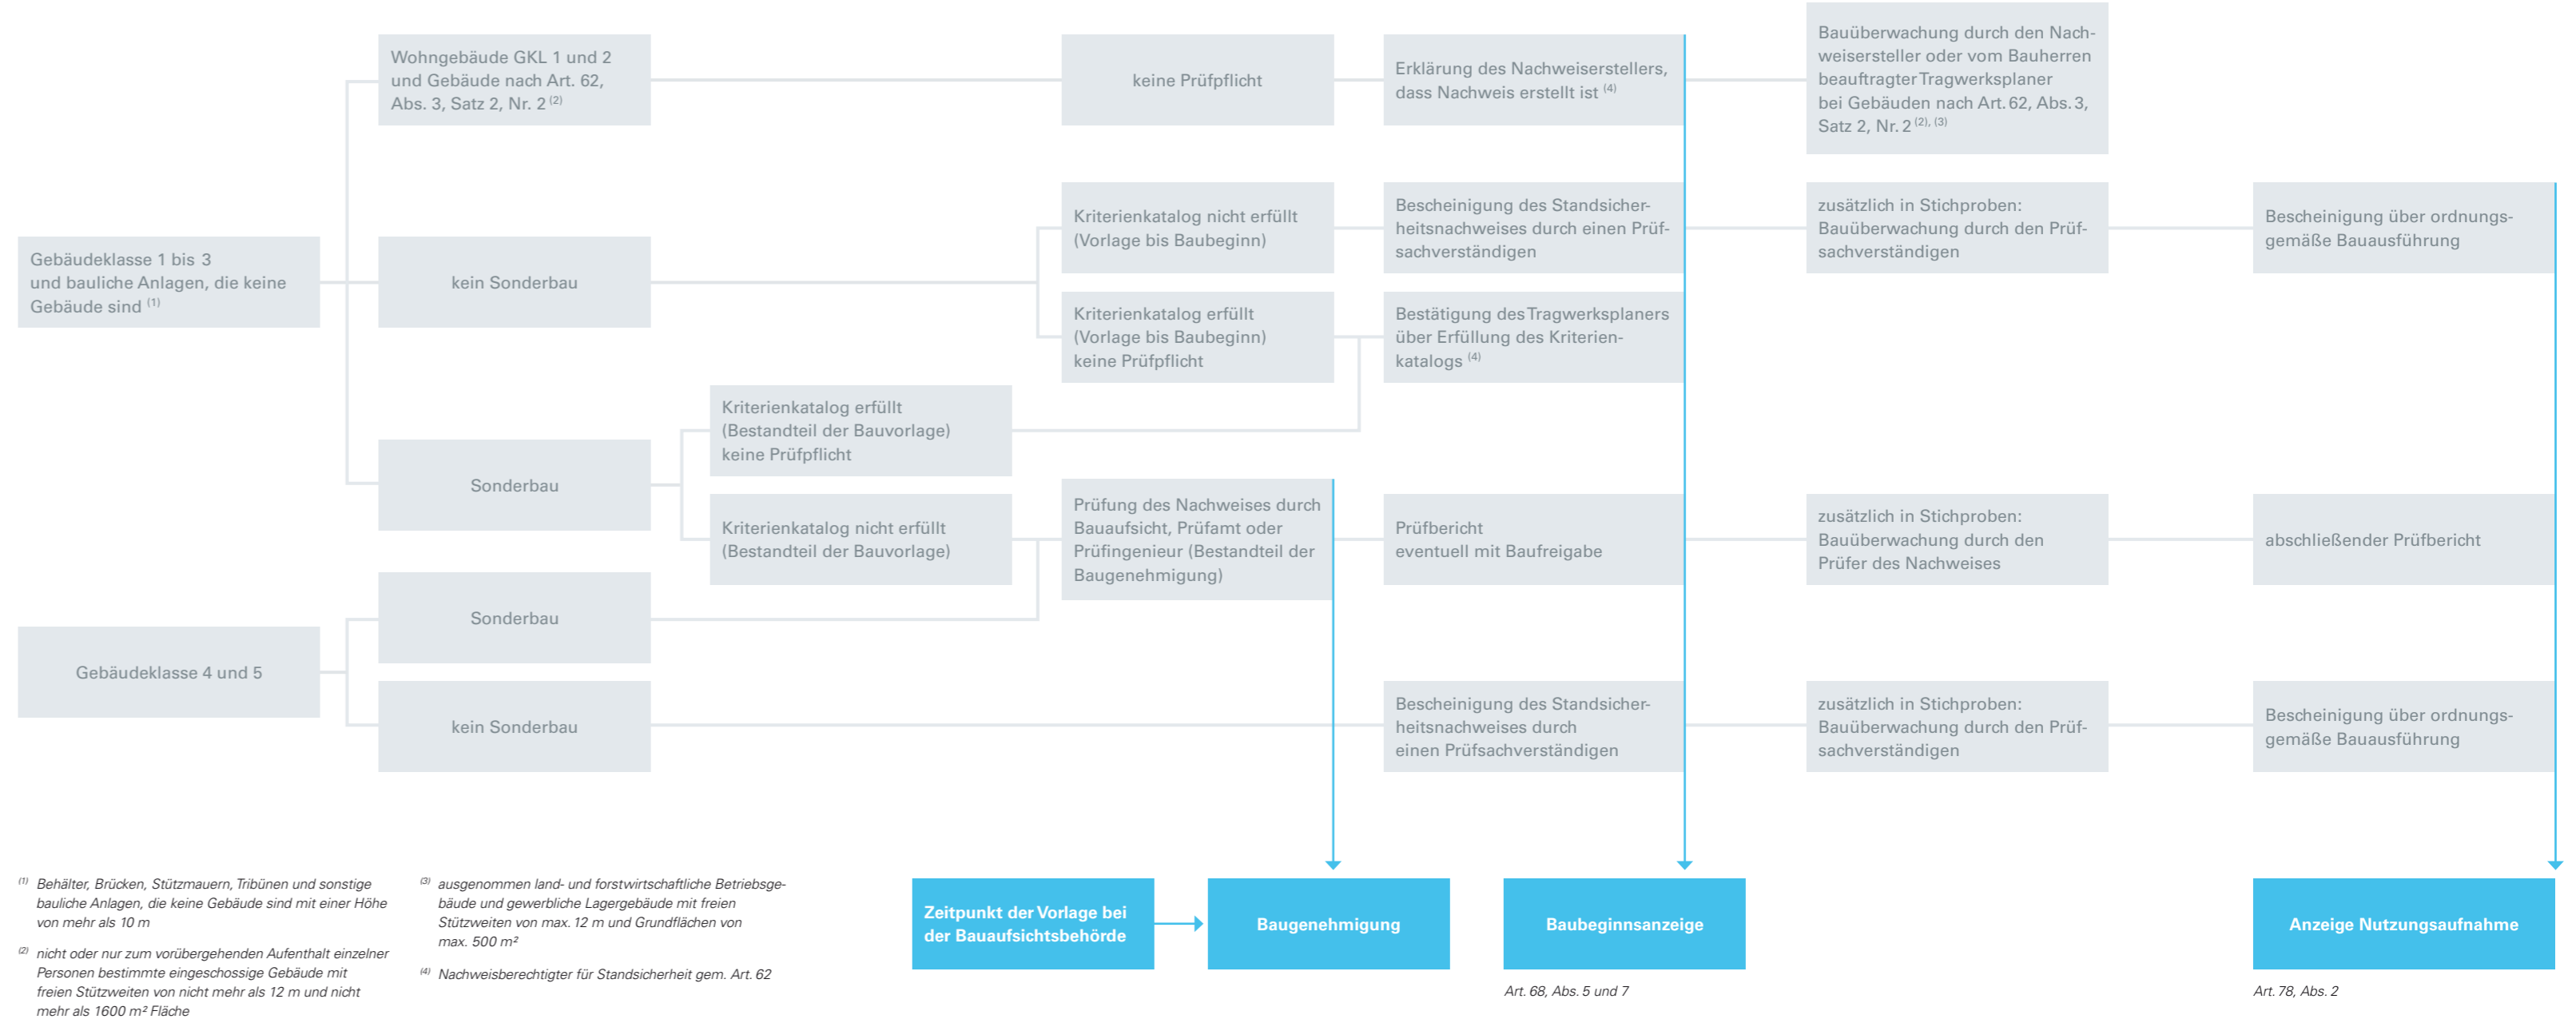 Wohngebäude GKL 1 und 2
und Gebäude nach Art. 62,
Abs. 3, Satz 2, Nr. 2 (2)
keine Prüfpflicht
Erklärung des Nachweiserstellers,
dass Nachweis erstellt ist (4)
Bauüberwachung durch den Nach-
weisersteller oder vom Bauherren
beauftragter Tragwerksplaner
bei Gebäuden nach Art. 62, Abs. 3,
Satz 2, Nr. 2 (2), (3)
Gebäudeklasse 1 bis 3
und bauliche Anlagen, die keine
Gebäude sind (1)
kein Sonderbau
Kriterienkatalog nicht erfüllt
(Vorlage bis Baubeginn)
Bescheinigung des Standsicher-
heitsnachweises durch einen Prüf-
sachverständigen
zusätzlich in Stichproben:
Bauüberwachung durch den Prüf-
sachverständigen
Bescheinigung über ordnungs-
gemäße Bauausführung
Kriterienkatalog erfüllt
(Vorlage bis Baubeginn)
keine Prüfpflicht
Bestätigung des Tragwerksplaners
über Erfüllung des Kriterien-
katalogs (4)
Sonderbau
Kriterienkatalog erfüllt
(Bestandteil der Bauvorlage)
keine Prüfpflicht
Kriterienkatalog nicht erfüllt
(Bestandteil der Bauvorlage)
Prüfung des Nachweises durch
Bauaufsicht, Prüfamt oder
Prüfingenieur (Bestandteil der
Baugenehmigung)
Prüfbericht
eventuell mit Baufreigabe
zusätzlich in Stichproben:
Bauüberwachung durch den
Prüfer des Nachweises
abschließender Prüfbericht
Gebäudeklasse 4 und 5
Sonderbau
kein Sonderbau
Bescheinigung des Standsicher-
heitsnachweises durch
einen Prüfsachverständigen
zusätzlich in Stichproben:
Bauüberwachung durch den Prüf-
sachverständigen
Bescheinigung über ordnungs-
gemäße Bauausführung
(1) Behälter, Brücken, Stützmauern, Tribünen und sonstige
bauliche Anlagen, die keine Gebäude sind mit einer Höhe
von mehr als 10 m
(2) nicht oder nur zum vorübergehenden Aufenthalt einzelner
Personen bestimmte eingeschossige Gebäude mit
freien Stützweiten von nicht mehr als 12 m und nicht
mehr als 1600 m² Fläche
(3) ausgenommen land- und forstwirtschaftliche Betriebsge-
bäude und gewerbliche Lagergebäude mit freien
Stützweiten von max. 12 m und Grundflächen von
max. 500 m²
(4) Nachweisberechtigter für Standsicherheit gem. Art. 62
Zeitpunkt der Vorlage bei
der Bauaufsichtsbehörde
Baugenehmigung
Baubeginnsanzeige
Art. 68, Abs. 5 und 7
Anzeige Nutzungsaufnahme
Art. 78, Abs. 2